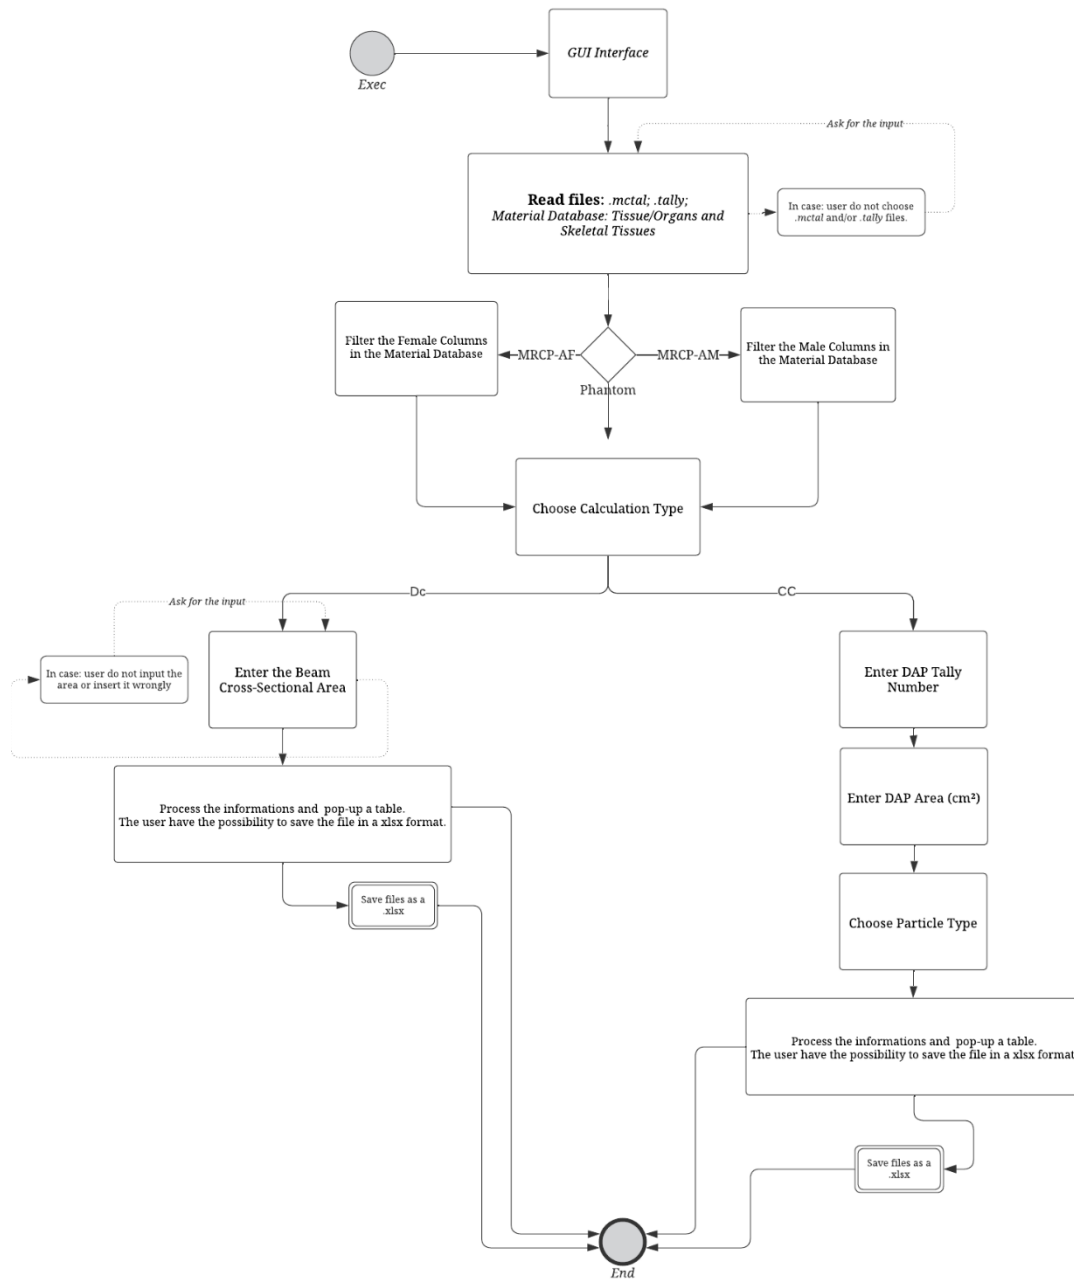 GUI Interface
Exec
Ask for the input
Read files: .mctal; .tally;
Material Database: Tissue/Organs and
Skeletal Tissues
In case: user do not choose
.mctal and/or .tally files.
Filter the Female Columns
in the Material Database
MRCP-AF
MRCP-AM
Filter the Male Columns in
the Material Database
Phantom
Choose Calculation Type
Dc
CC
Ask for the input
In case: user do not input the
area or insert it wrongly
Enter the Beam
Cross-Sectional Area
Enter DAP Tally
Number
Process the informations and  pop-up a table.
The user have the possibility to save the file in a xlsx format.
Enter DAP Area (cm²)
Save files as a
.xlsx
Choose Particle Type
Process the informations and  pop-up a table.
The user have the possibility to save the file in a xlsx format
Save files as a
.xlsx
End